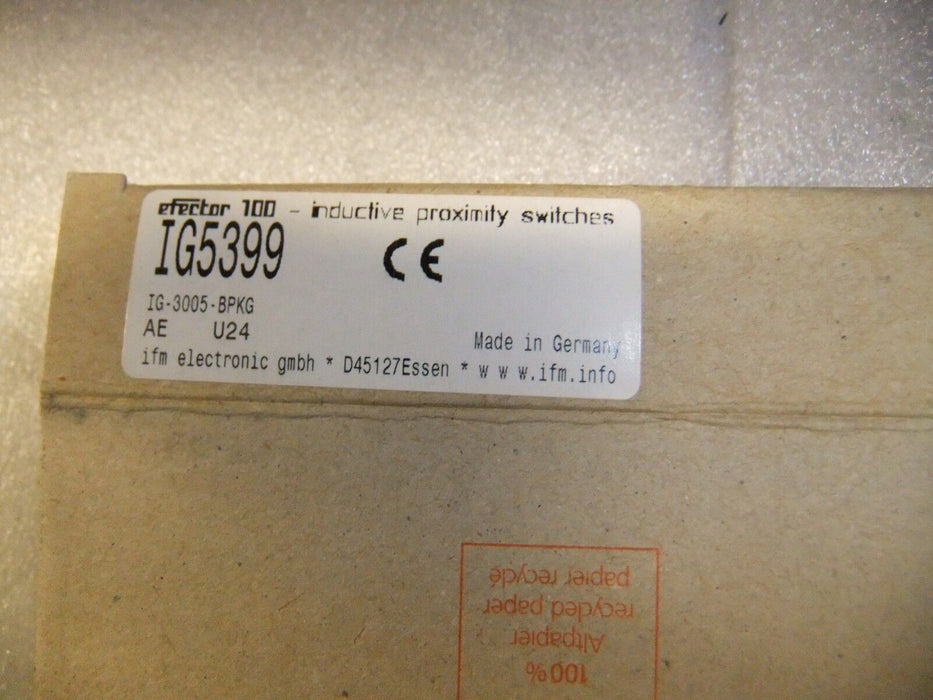 efector 100 - inductive proximity switches
IG5399
CE
IG-3005-BPKG
AE U24
Made in Germany
ifm electronic gmbh * D45127Essen * w w w.ifm.info
100%
Altpapier
recycled paper
papier recyclé